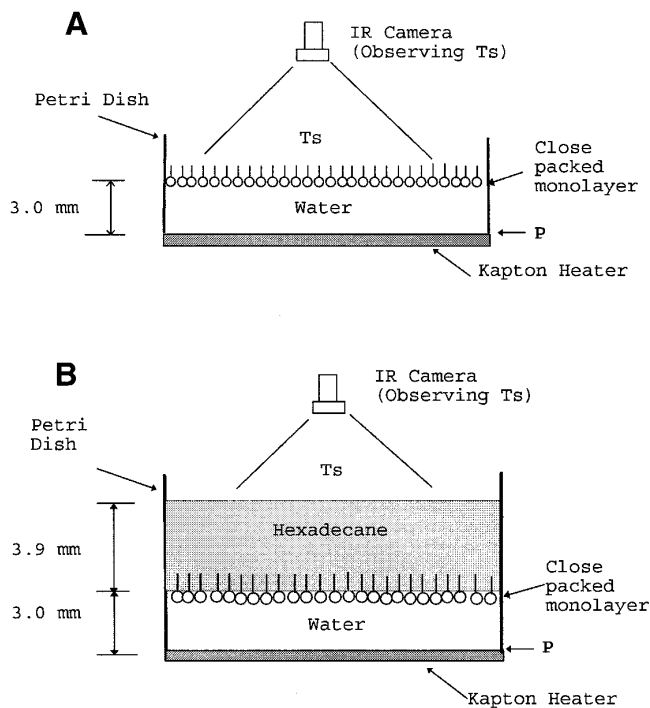 A
IR Camera
(Observing Ts)
Petri Dish
Ts
Close
packed
monolayer
3.0 mm
Water
P
Kapton Heater
B
IR Camera
(Observing Ts)
Petri
Dish
Ts
Hexadecane
3.9 mm
Close
packed
monolayer
3.0 mm
Water
P
Kapton Heater